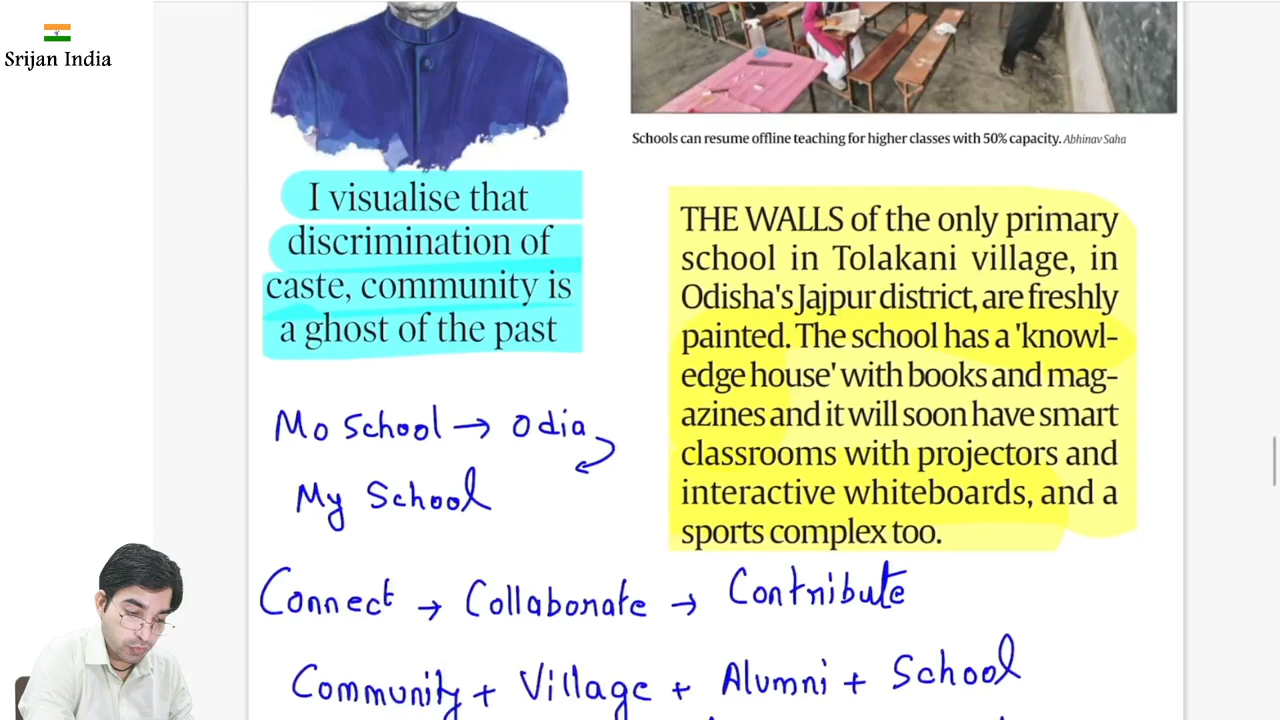 Srijan India
Schools can resume offline teaching for higher classes with 50% capacity. Abhinav Saha
I visualise that
discrimination of
caste, community is
a ghost of the past
THE WALLS of the only primary
school in Tolakani village, in
Odisha's Jajpur district, are freshly
painted. The school has a 'knowl-
edge house' with books and mag-
azines and it will soon have smart
classrooms with projectors and
interactive whiteboards, and a
sports complex too.
Mo School → Odia
My School
Connect → Collaborate → Contribute
Community + Village + Alumni + School